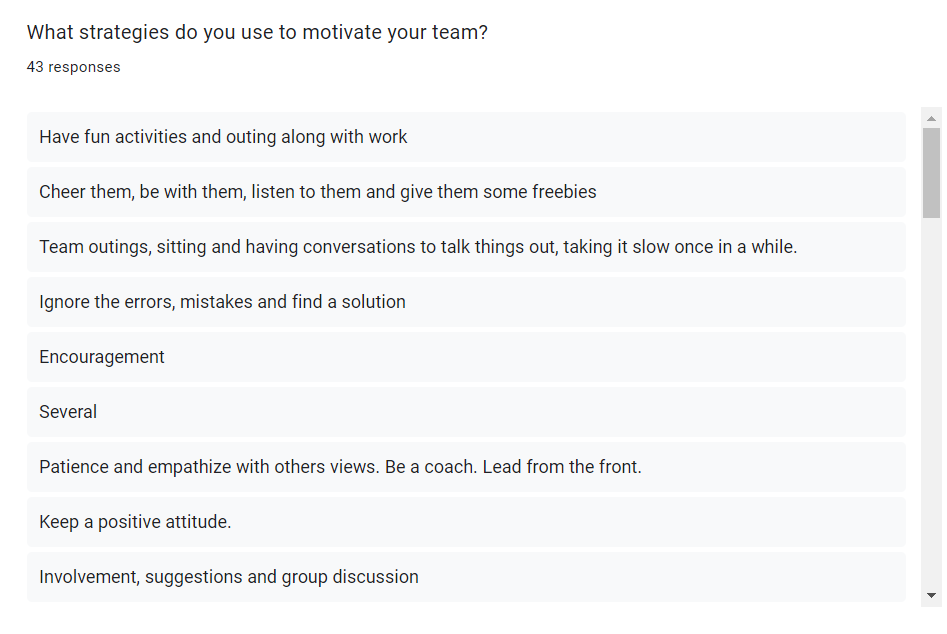 What strategies do you use to motivate your team?
43 responses
Have fun activities and outing along with work
Cheer them, be with them, listen to them and give them some freebies
Team outings, sitting and having conversations to talk things out, taking it slow once in a while.
Ignore the errors, mistakes and find a solution
Encouragement
Several
Patience and empathize with others views. Be a coach. Lead from the front.
Keep a positive attitude.
Involvement, suggestions and group discussion